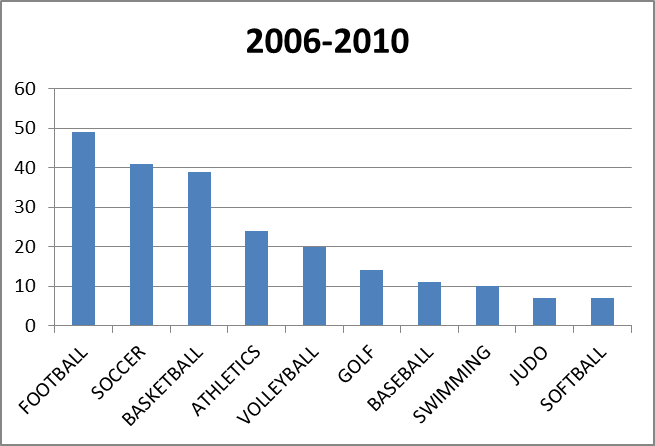 2006-2010
60
50
40
30
20
10
0
FOOTBALL
SOCCER
BASKETBALL
ATHLETICS
VOLLEYBALL
GOLF
BASEBALL
SWIMMING
JUDO
SOFTBALL